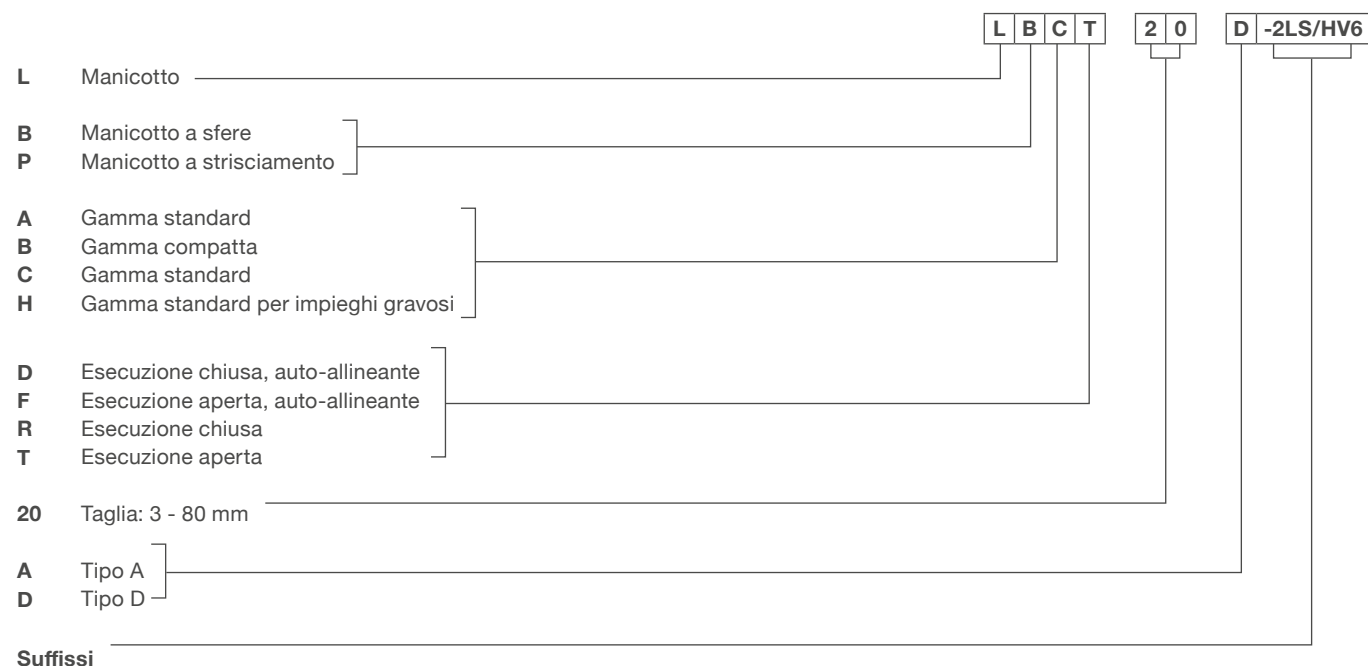 L B C T 2 0 D -2LS/HV6
L Manicotto
B Manicotto a sfere
P Manicotto a strisciamento
A Gamma standard
B Gamma compatta
C Gamma standard
H Gamma standard per impieghi gravosi
D Esecuzione chiusa, auto-allineante
F Esecuzione aperta, auto-allineante
R Esecuzione chiusa
T Esecuzione aperta
20 Taglia: 3 - 80 mm
A Tipo A
D Tipo D
Suffissi